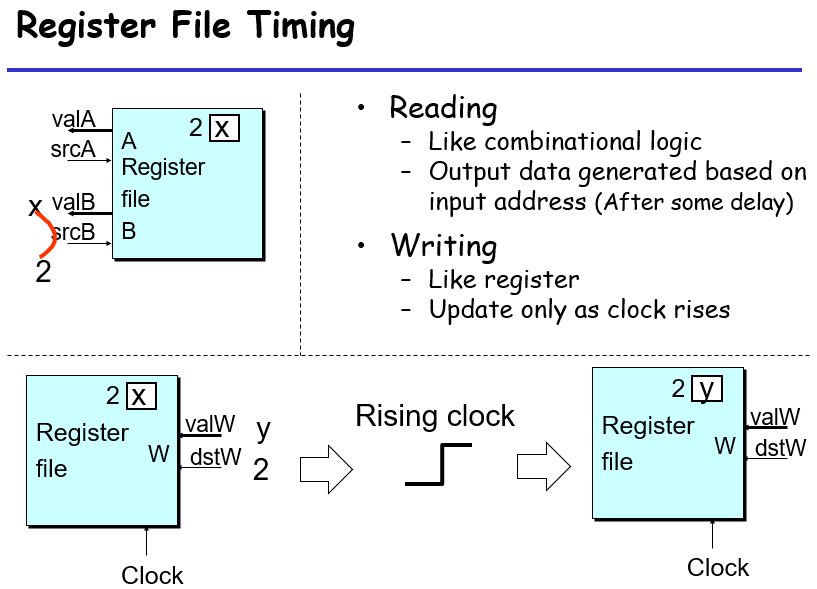 Register File Timing
valA
srcA
A
2 x
Register
file
x valB
srcB
B
2
• Reading
– Like combinational logic
– Output data generated based on
input address (After some delay)
• Writing
– Like register
– Update only as clock rises
2 x
Register
file
W
valW y
dstW 2
Clock
Rising clock
2 y
Register
file
W
valW
dstW
Clock